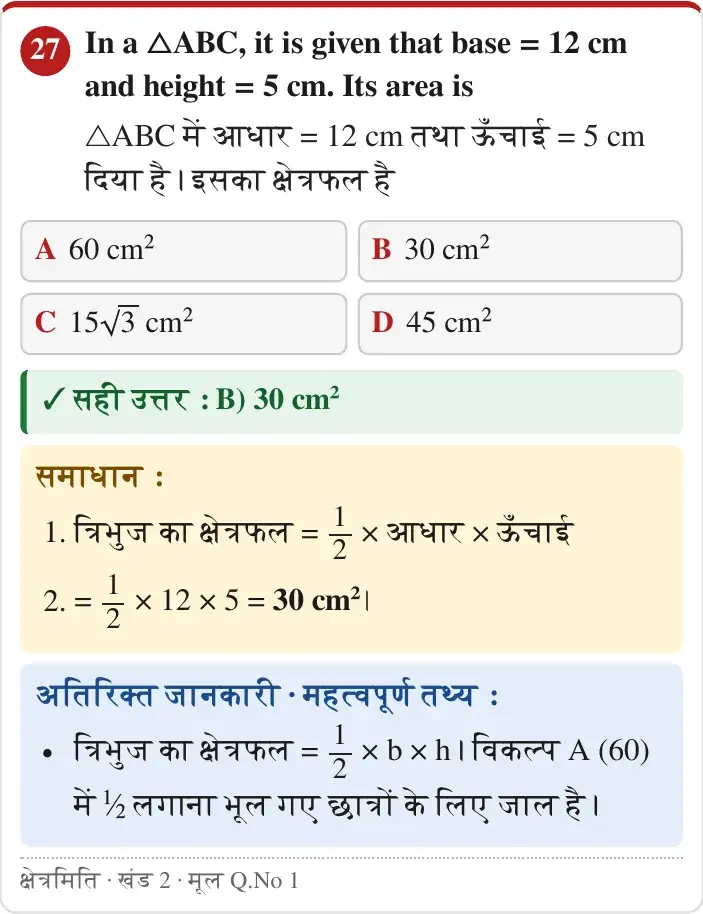 27 In a △ABC, it is given that base = 12 cm
and height = 5 cm. Its area is
△ABC में आधार = 12 cm तथा ऊँचाई = 5 cm
दिया है। इसका क्षेत्रफल है
A 60 cm² B 30 cm²
C 15√3 cm² D 45 cm²
✓ सही उत्तर : B) 30 cm²
समाधान :
1. त्रिभुज का क्षेत्रफल = 1/2 × आधार × ऊँचाई
2. = 1/2 × 12 × 5 = 30 cm²।
अतिरिक्त जानकारी · महत्वपूर्ण तथ्य :
• त्रिभुज का क्षेत्रफल = 1/2 × b × h। विकल्प A (60)
में ½ लगाना भूल गए छात्रों के लिए जाल है।
क्षेत्रमिति · खंड 2 · मूल Q.No 1